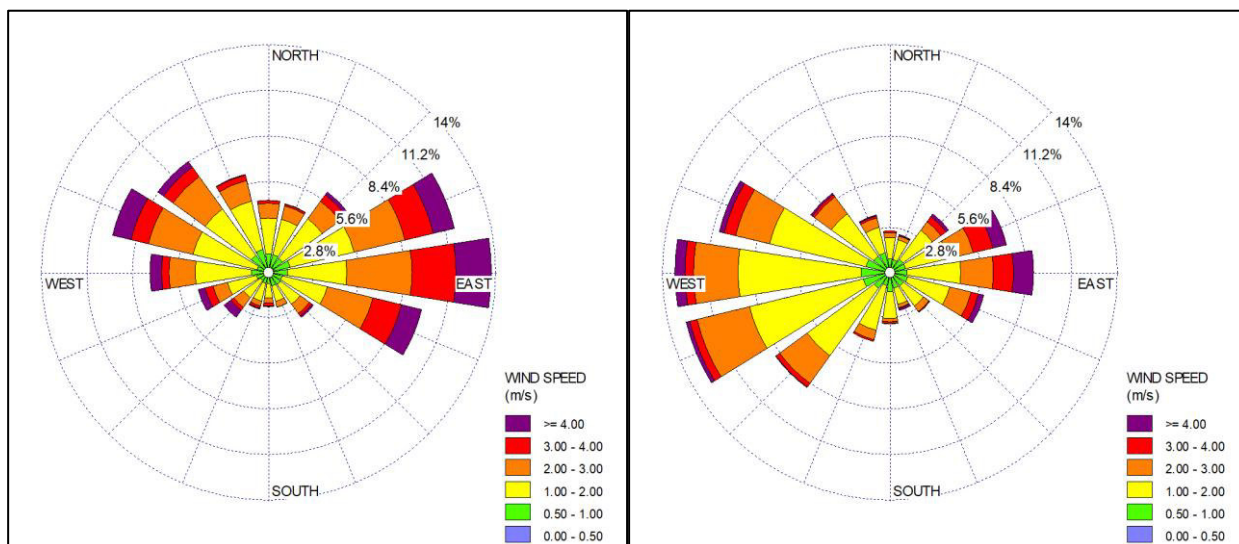 NORTH
14%
11.2%
8.4%
5.6%
2.8%
WEST
EAST
SOUTH
WIND SPEED
(m/s)
>= 4.00
3.00 - 4.00
2.00 - 3.00
1.00 - 2.00
0.50 - 1.00
0.00 - 0.50
NORTH
14%
11.2%
8.4%
5.6%
2.8%
WEST
EAST
SOUTH
WIND SPEED
(m/s)
>= 4.00
3.00 - 4.00
2.00 - 3.00
1.00 - 2.00
0.50 - 1.00
0.00 - 0.50